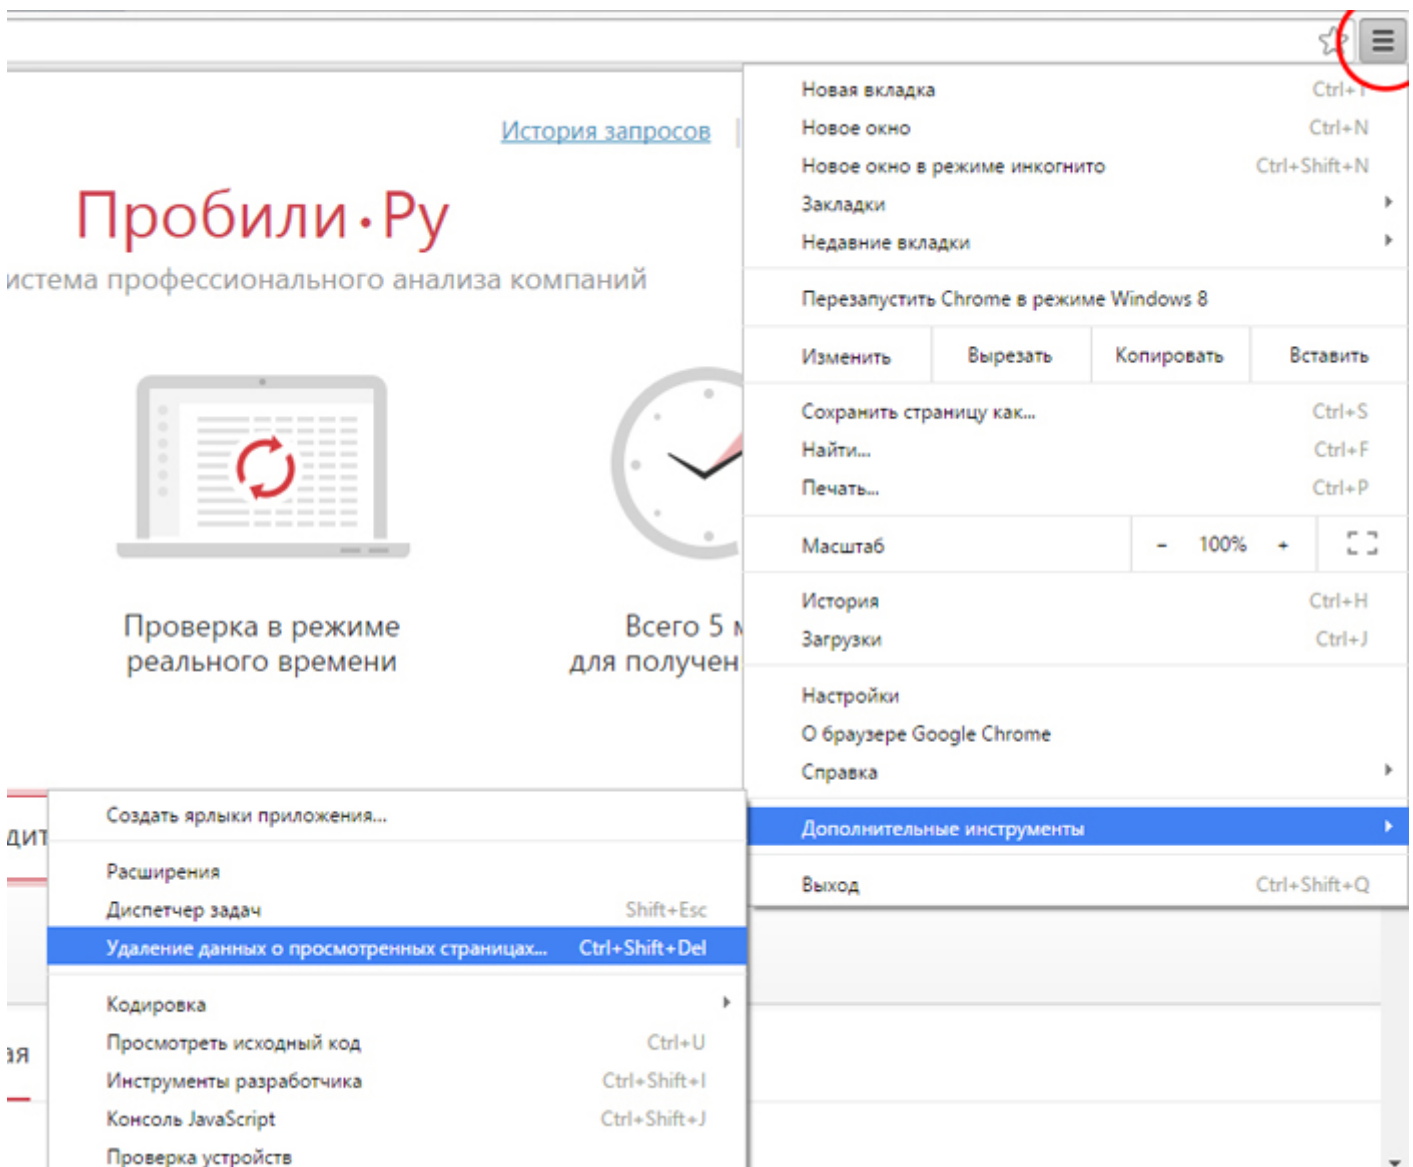 История запросов
Пробили·Ру
истема профессионального анализа компаний
Проверка в режиме
реального времени
Всего 5 м
для получен
дит
ая
Новая вкладка Ctrl+T
Новое окно Ctrl+N
Новое окно в режиме инкогнито Ctrl+Shift+N
Закладки
Недавние вкладки
Перезапустить Chrome в режиме Windows 8
Изменить Вырезать Копировать Вставить
Сохранить страницу как... Ctrl+S
Найти... Ctrl+F
Печать... Ctrl+P
Масштаб - 100% +
История Ctrl+H
Загрузки Ctrl+J
Настройки
О браузере Google Chrome
Справка
Дополнительные инструменты
Выход Ctrl+Shift+Q
Создать ярлыки приложения...
Расширения
Диспетчер задач Shift+Esc
Удаление данных о просмотренных страницах... Ctrl+Shift+Del
Кодировка
Просмотреть исходный код Ctrl+U
Инструменты разработчика Ctrl+Shift+I
Консоль JavaScript Ctrl+Shift+J
Проверка устройств